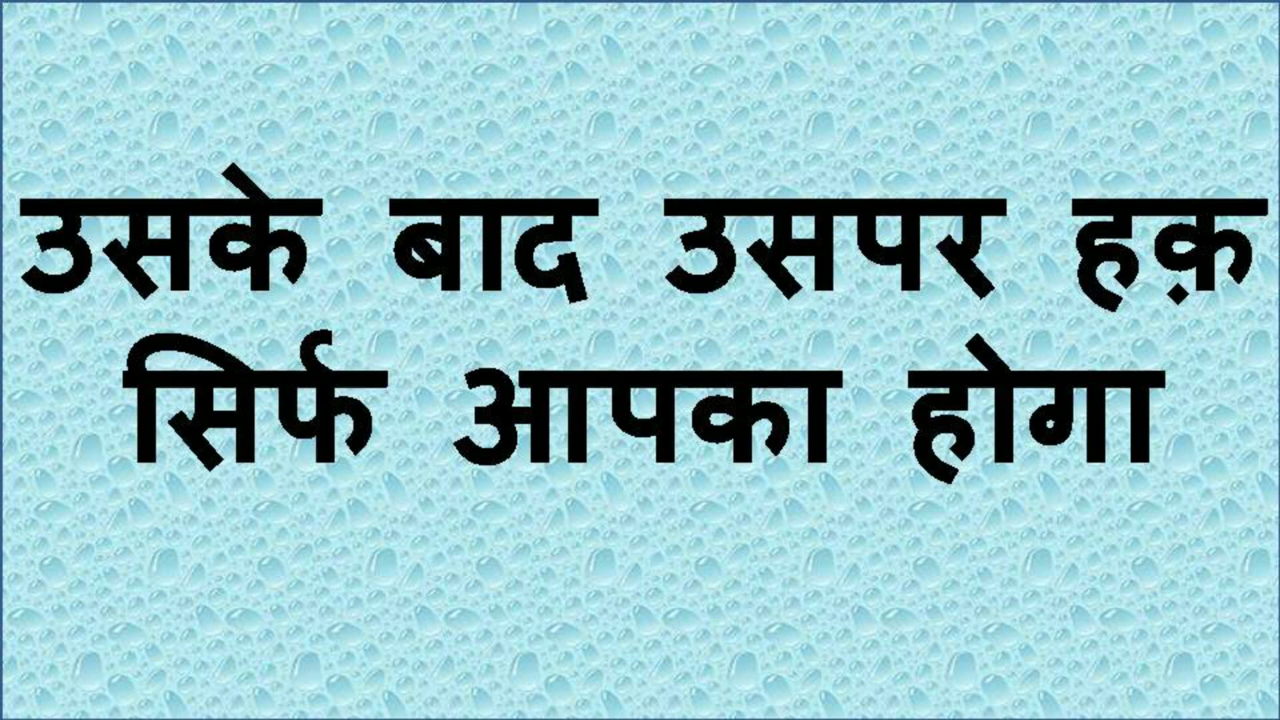 उसके बाद उसपर हक़
सिर्फ आपका होगा